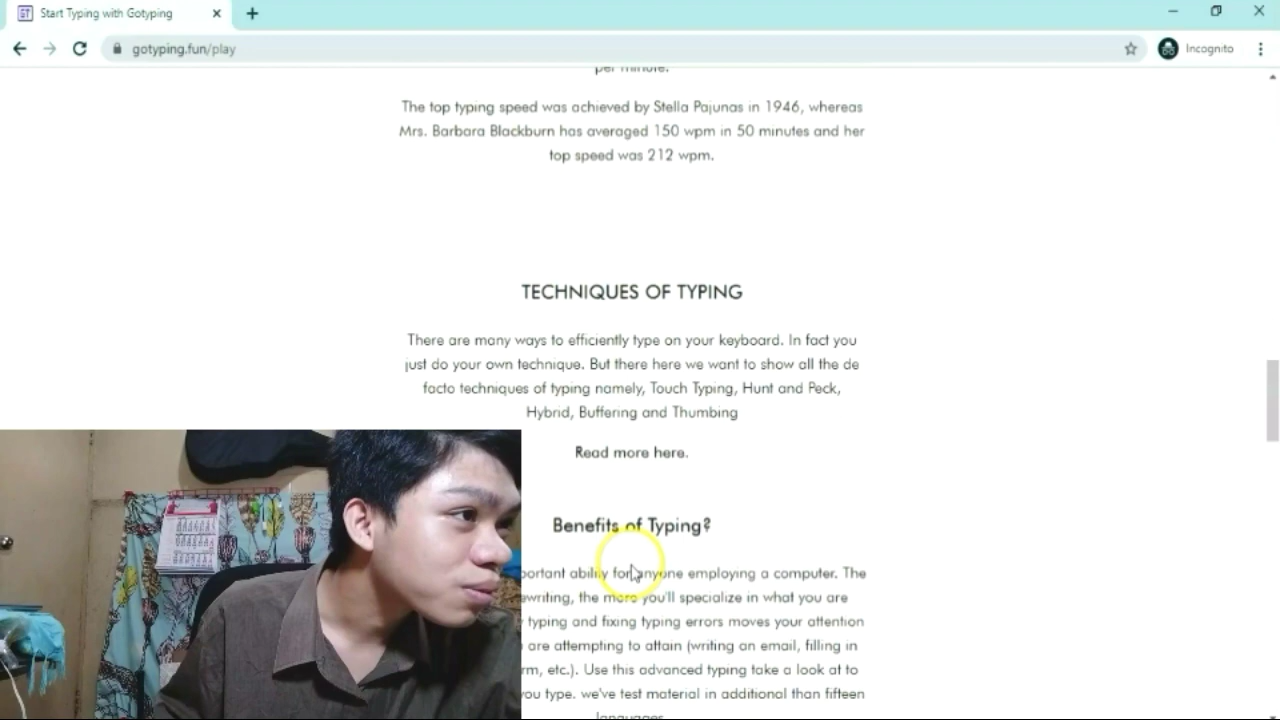 Start Typing with Gotyping
gotyping.fun/play
Incognito
per minute.
The top typing speed was achieved by Stella Pajunas in 1946, whereas
Mrs. Barbara Blackburn has averaged 150 wpm in 50 minutes and her
top speed was 212 wpm.
TECHNIQUES OF TYPING
There are many ways to efficiently type on your keyboard. In fact you
just do your own technique. But there here we want to show all the de
facto techniques of typing namely, Touch Typing, Hunt and Peck,
Hybrid, Buffering and Thumbing
Read more here.
Benefits of Typing?
ability for anyone employing a computer. The
the more you'll specialize in what you are
typing and fixing typing errors moves your attention
are attempting to attain (writing an email, filling in
etc.). Use this advanced typing take a look at to
you type. we've test material in additional than fifteen
languages.